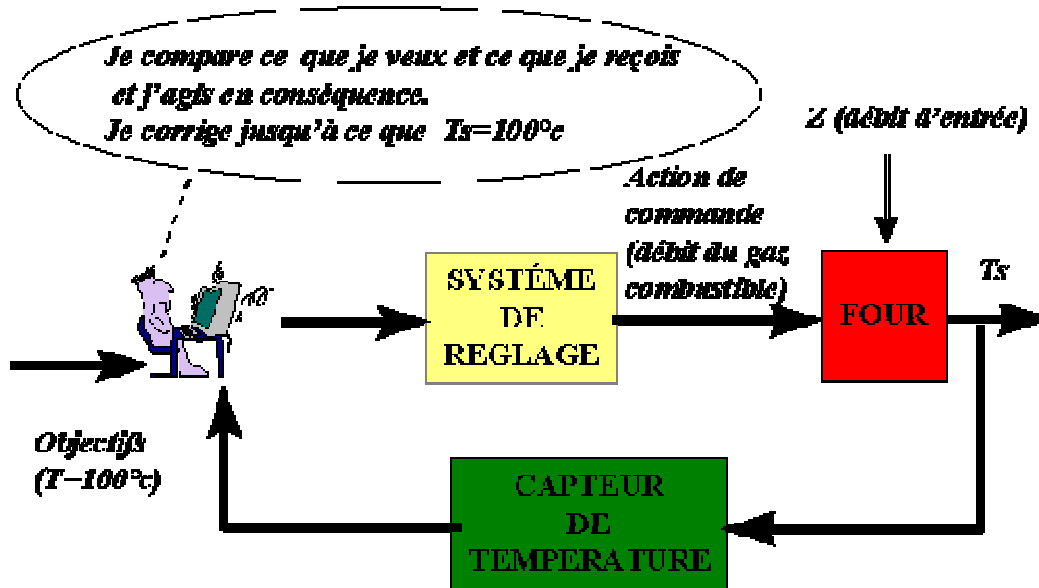 Je compare ce que je veux et ce que je reçois
et j'agis en conséquence.
Je corrige jusqu'à ce que Ts=100°c
Z (débit d'entrée)
Action de
commande
(débit du gaz
combustible)
SYSTÉME
DE
REGLAGE
FOUR
Ts
Objectifs
(T=100°c)
CAPTEUR
DE
TEMPERATURE